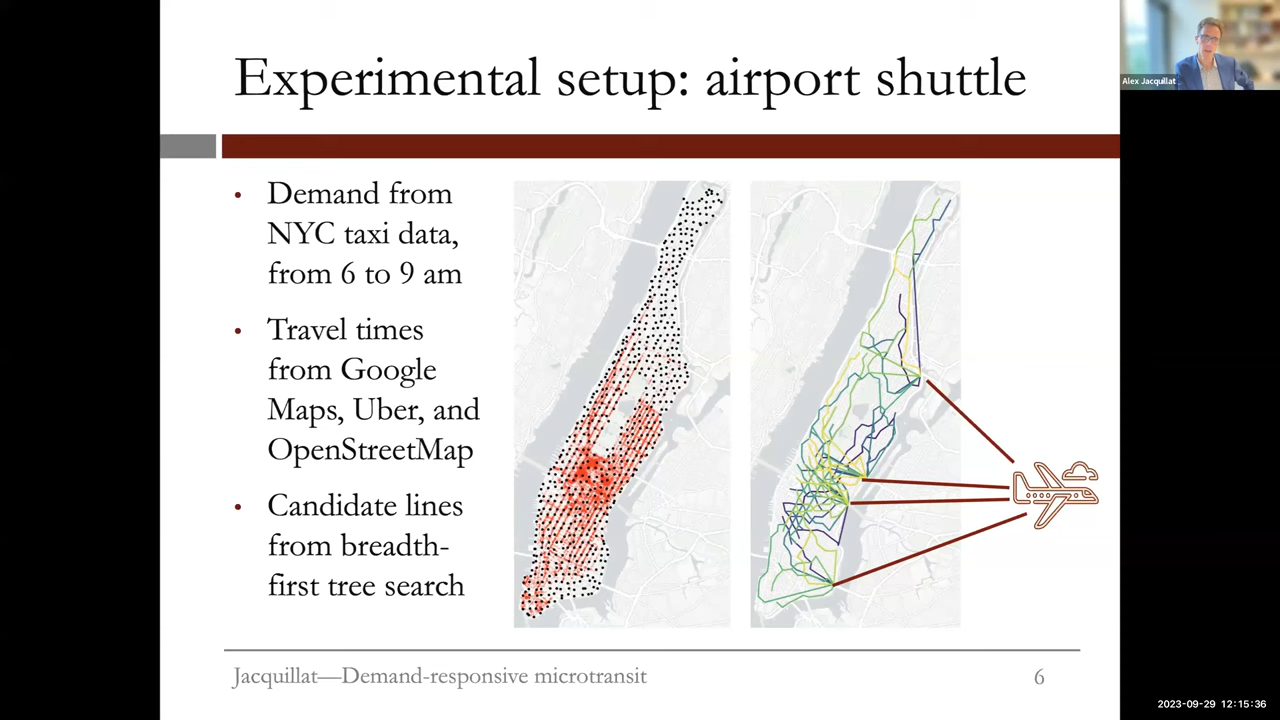 Experimental setup: airport shuttle
Alex Jacquillat
• Demand from
NYC taxi data,
from 6 to 9 am
• Travel times
from Google
Maps, Uber, and
OpenStreetMap
• Candidate lines
from breadth-
first tree search
Jacquillat—Demand-responsive microtransit
6
2023-09-29 12:15:36